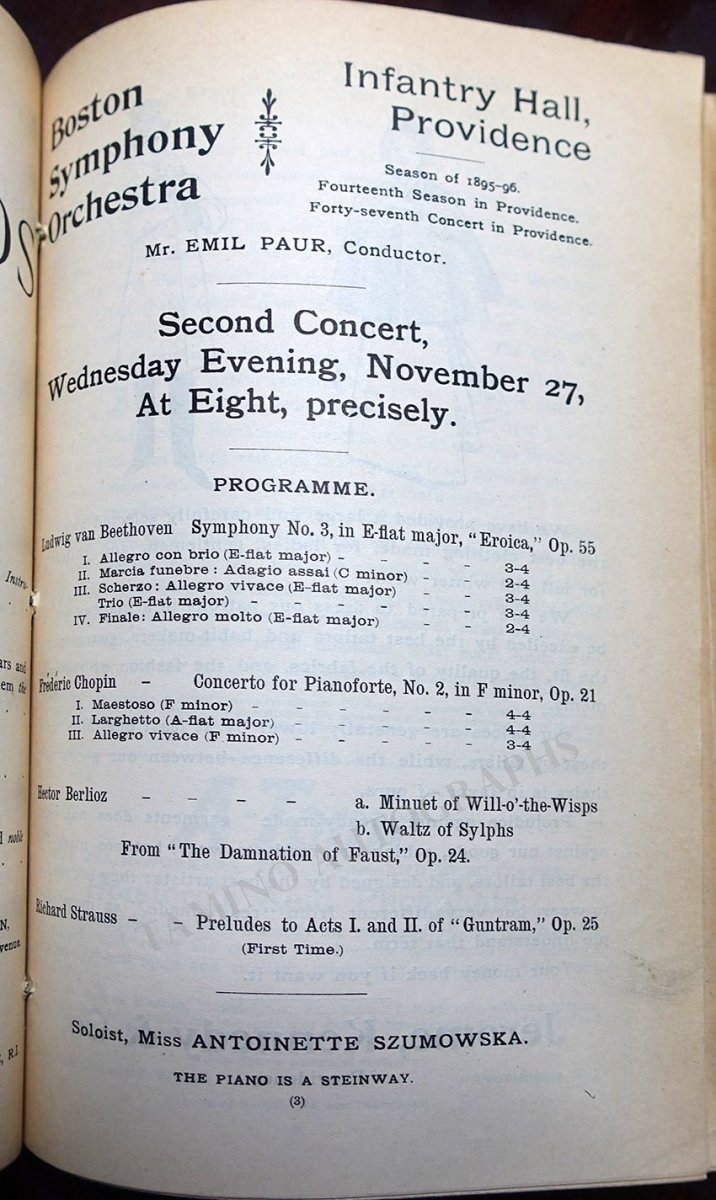 Boston
Symphony
Orchestra
Infantry Hall,
Providence
Season of 1895-96.
Fourteenth Season in Providence.
Forty-seventh Concert in Providence.
Mr. EMIL PAUR, Conductor.
Second Concert,
Wednesday Evening, November 27,
At Eight, precisely.
PROGRAMME.
Ludwig van Beethoven Symphony No. 3, in E-flat major, "Eroica," Op. 55
I. Allegro con brio (E-flat major) - - - - 3-4
II. Marcia funebre: Adagio assai (C minor) - - 2-4
III. Scherzo: Allegro vivace (E-flat major) - - 3-4
Trio (E-flat major) - - - - - - 3-4
IV. Finale: Allegro molto (E-flat major) - - 2-4
Frédéric Chopin - Concerto for Pianoforte, No. 2, in F minor, Op. 21
I. Maestoso (F minor) - - - - - - 4-4
II. Larghetto (A-flat major) - - - - - 4-4
III. Allegro vivace (F minor) - - - - - 3-4
Hector Berlioz - - - - a. Minuet of Will-o'-the-Wisps
b. Waltz of Sylphs
From "The Damnation of Faust," Op. 24.
Richard Strauss - - Preludes to Acts I. and II. of "Guntram," Op. 25
(First Time.)
Soloist, Miss ANTOINETTE SZUMOWSKA.
THE PIANO IS A STEINWAY.
(3)
TAMINO AUTOGRAPHS